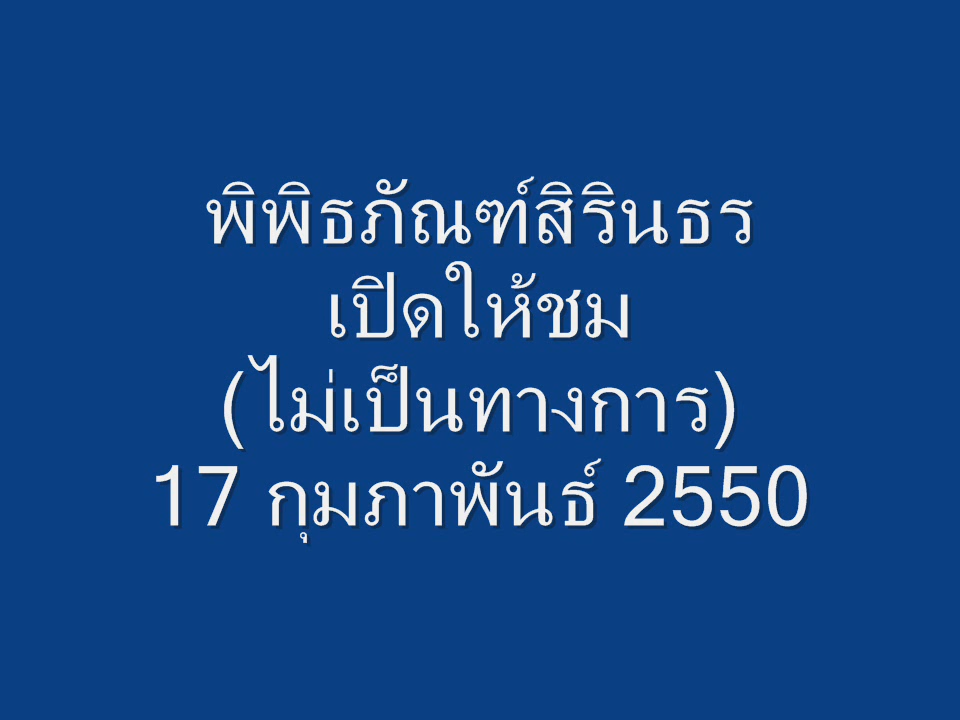 พิพิธภัณฑ์สิรินธร
เปิดให้ชม
(ไม่เป็นทางการ)
17 กุมภาพันธ์ 2550